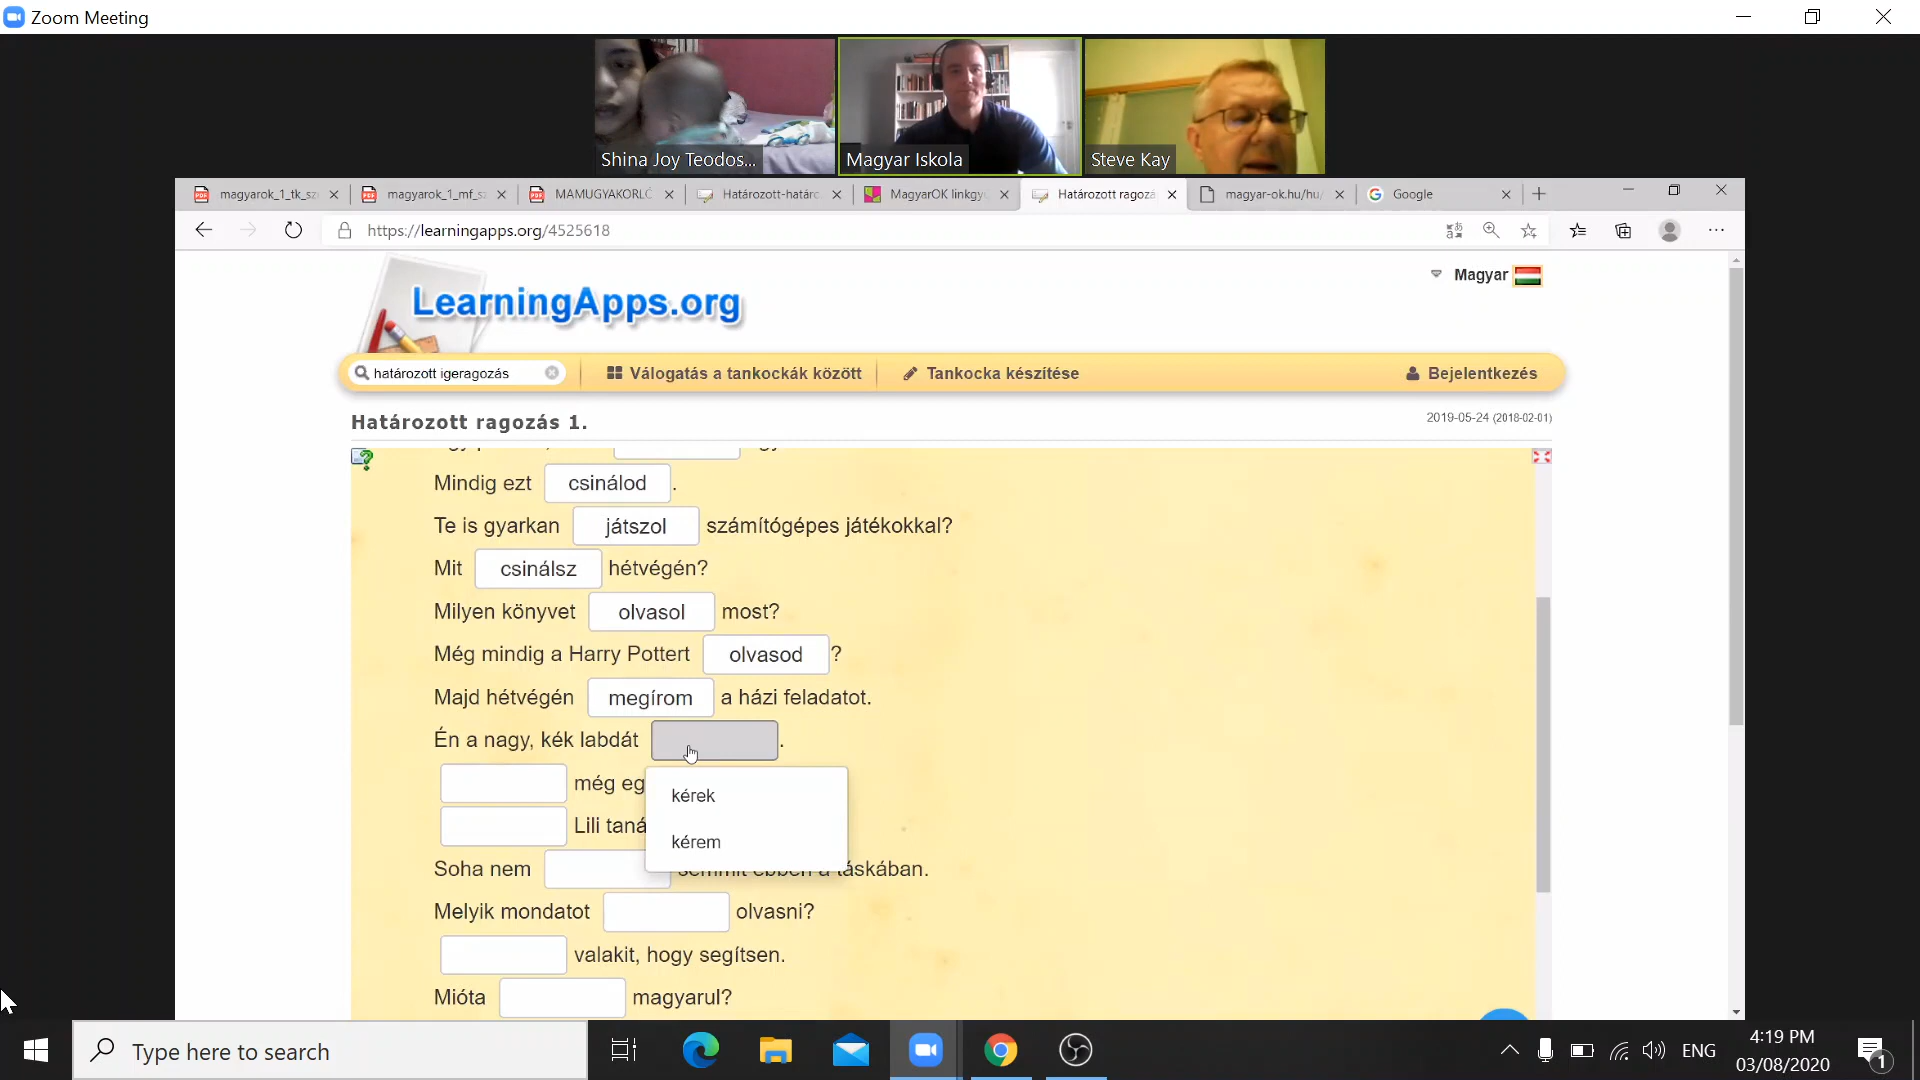 Zoom Meeting
Shina Joy Teodos...
Magyar Iskola
Steve Kay
magyarok_1_tk_sz
magyarok_1_mf_s
MAMUGYAKORLÓ
Határozott-határc
MagyarOK linkgy
Határozott ragozá
magyar-ok.hu/hu/
Google
https://learningapps.org/4525618
LearningApps.org
Magyar
határozott igeragozás
Válogatás a tankockák között
Tankocka készítése
Bejelentkezés
Határozott ragozás 1.
2019-05-24 (2018-02-01)
Mindig ezt csinálod .
Te is gyarkan játszol számítógépes játékokkal?
Mit csinálsz hétvégén?
Milyen könyvet olvasol most?
Még mindig a Harry Pottert olvasod ?
Majd hétvégén megírom a házi feladatot.
Én a nagy, kék labdát .
még eg
kérek
Lili taná
kérem
Soha nem semmit ebben a táskában.
Melyik mondatot olvasni?
valakit, hogy segítsen.
Mióta magyarul?
Type here to search
ENG
4:19 PM
03/08/2020
1